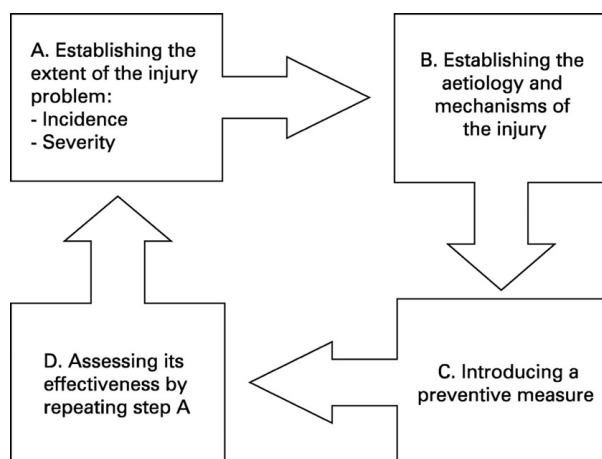 A. Establishing the
extent of the injury
problem:
- Incidence
- Severity
B. Establishing the
aetiology and
mechanisms of
the injury
D. Assessing its
effectiveness by
repeating step A
C. Introducing a
preventive measure